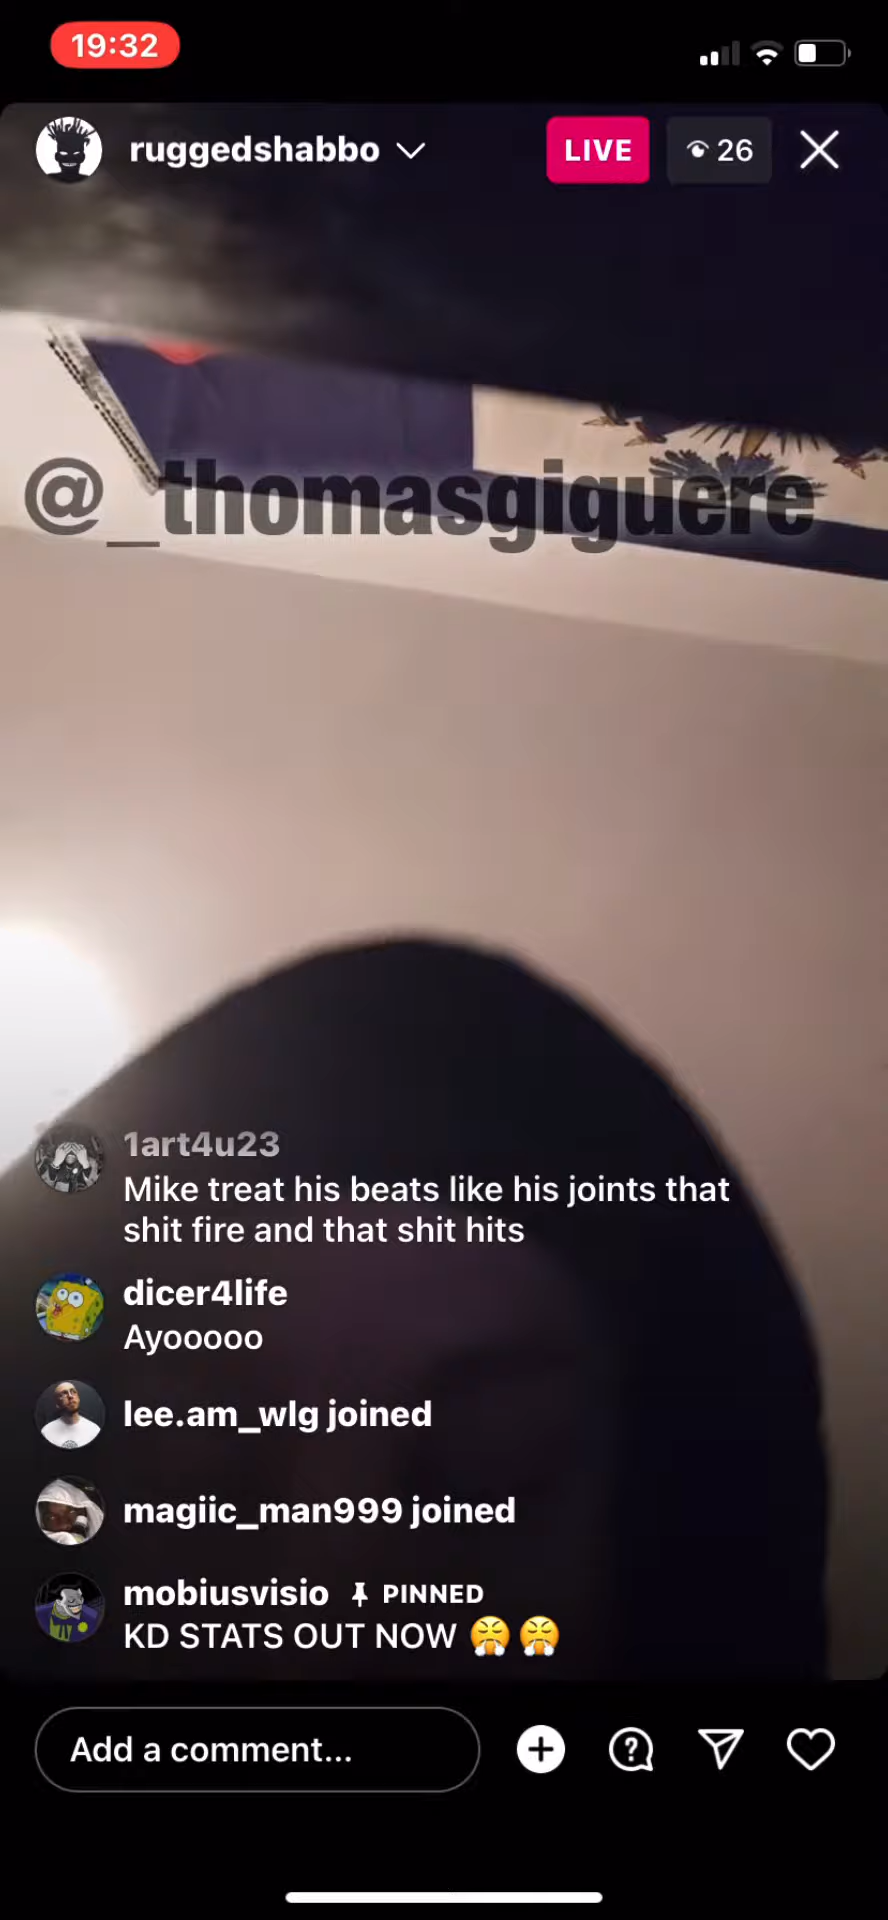 19:32
ruggedshabbo
LIVE
26
@_thomasgiguere
1art4u23
Mike treat his beats like his joints that
shit fire and that shit hits
dicer4life
Ayooooo
lee.am_wlg joined
magiic_man999 joined
mobiusvisio PINNED
KD STATS OUT NOW 😤😤
Add a comment...